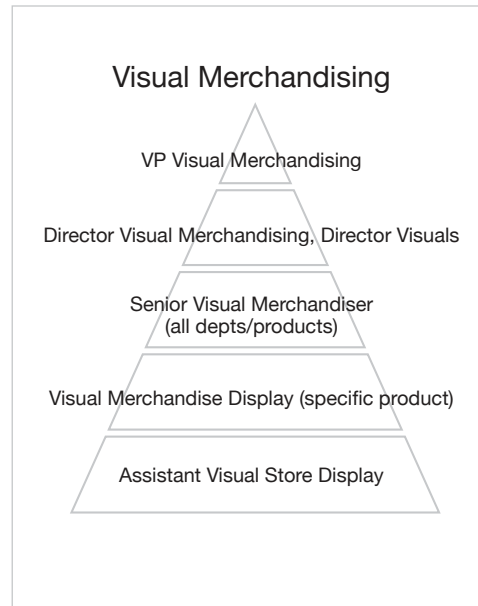 Visual Merchandising
VP Visual Merchandising
Director Visual Merchandising, Director Visuals
Senior Visual Merchandiser
(all depts/products)
Visual Merchandise Display (specific product)
Assistant Visual Store Display